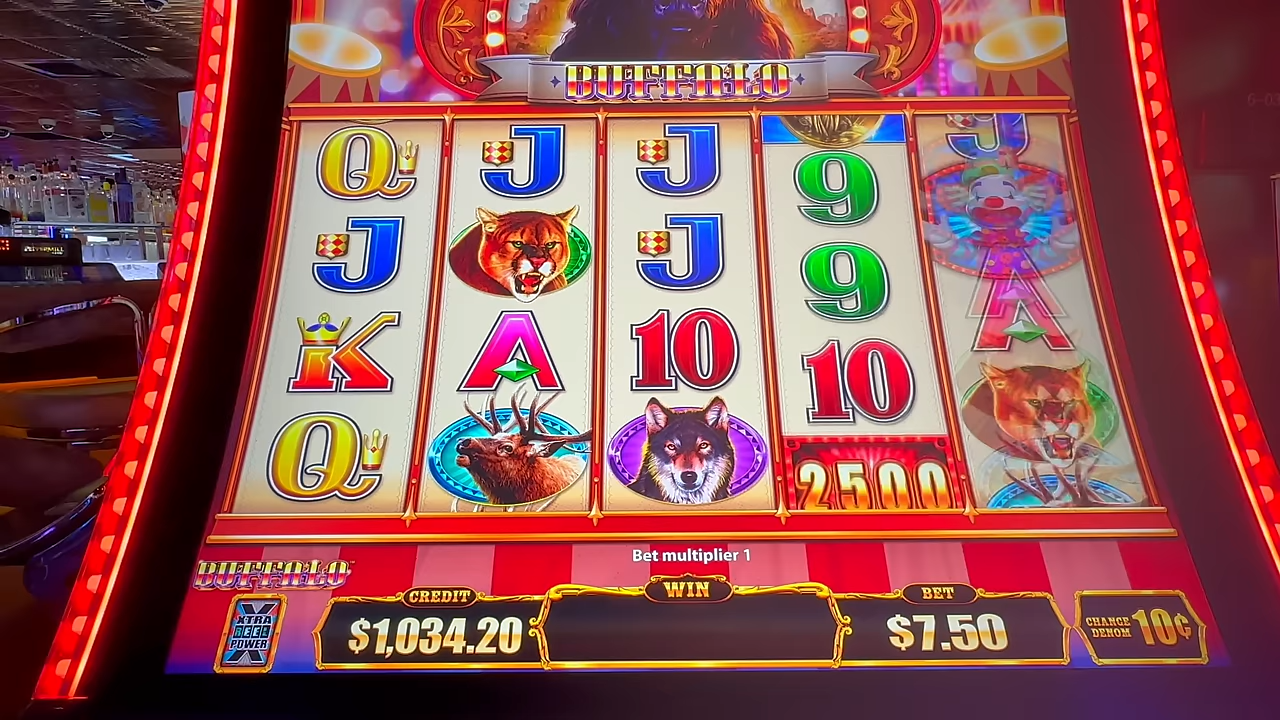 BUFFALO
Q J J 9 J
J J 9 A
K A 10 10
Q 2500
Bet multiplier 1
BUFFALO
XTRA
REEL
POWER
CREDIT WIN BET
$1,034.20 $7.50
CHANGE
DENOM 10¢